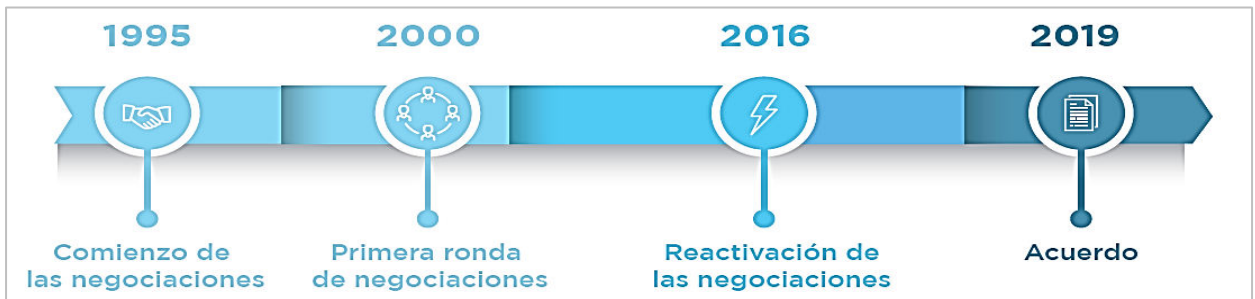 1995
2000
2016
2019
Comienzo de
las negociaciones
Primera ronda
de negociaciones
Reactivación de
las negociaciones
Acuerdo